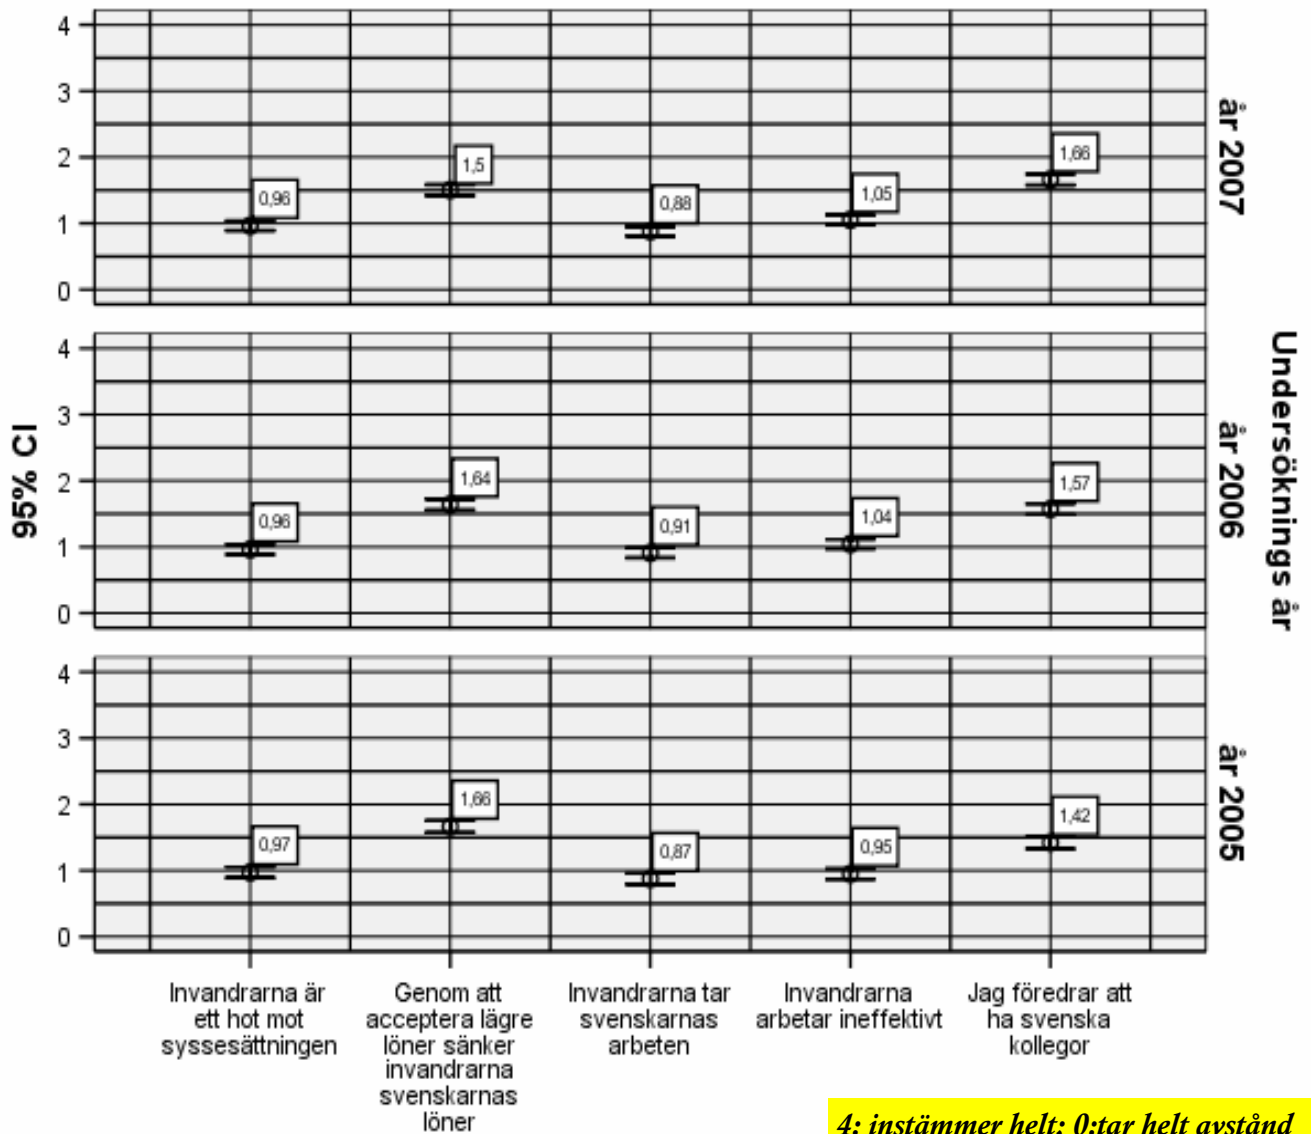 95% CI
Undersöknings år
4
3
2
1
0
0,96
1,5
0,88
1,05
1,66
år 2007
4
3
2
1
0
0,96
1,64
0,91
1,04
1,57
år 2006
4
3
2
1
0
0,97
1,66
0,87
0,95
1,42
år 2005
Invandrarna är
ett hot mot
syssesättningen
Genom att
acceptera lägre
löner sänker
invandrarna
svenskarnas
löner
Invandrarna tar
svenskarnas
arbeten
Invandrarna
arbetar ineffektivt
Jag föredrar att
ha svenska
kollegor
4: instämmer helt; 0:tar helt avstånd